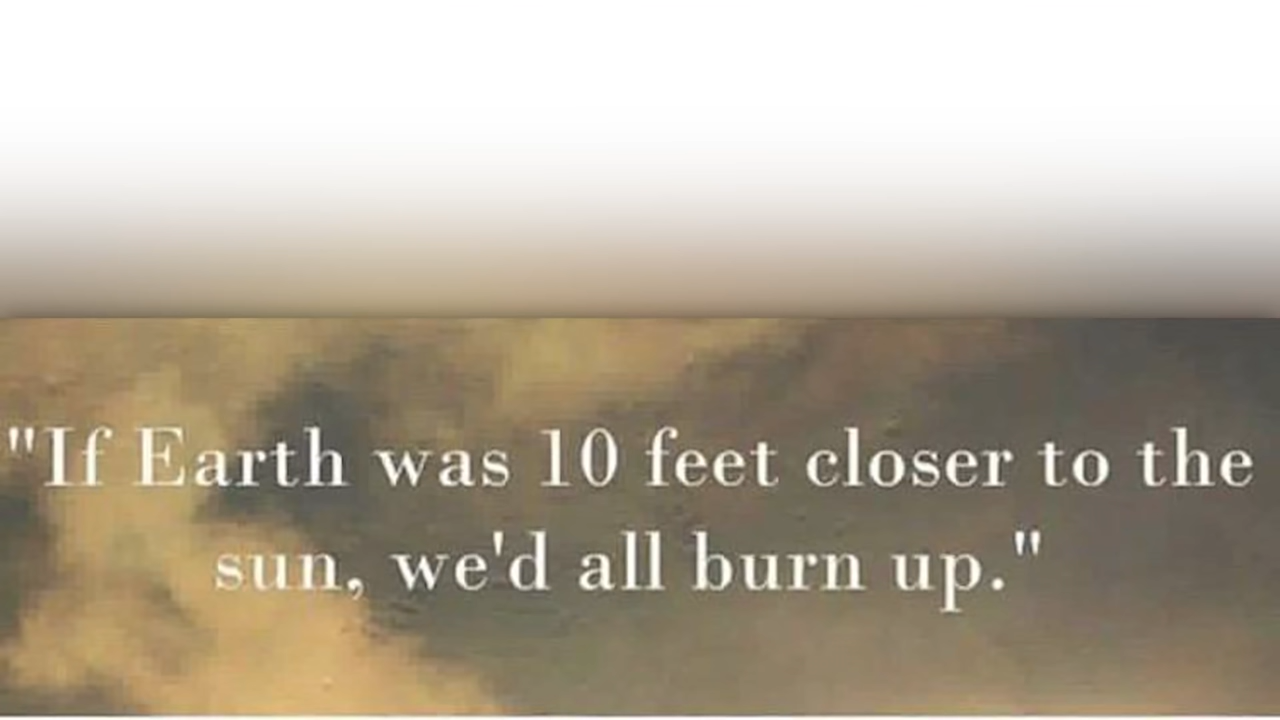 "If Earth was 10 feet closer to the
sun, we'd all burn up."